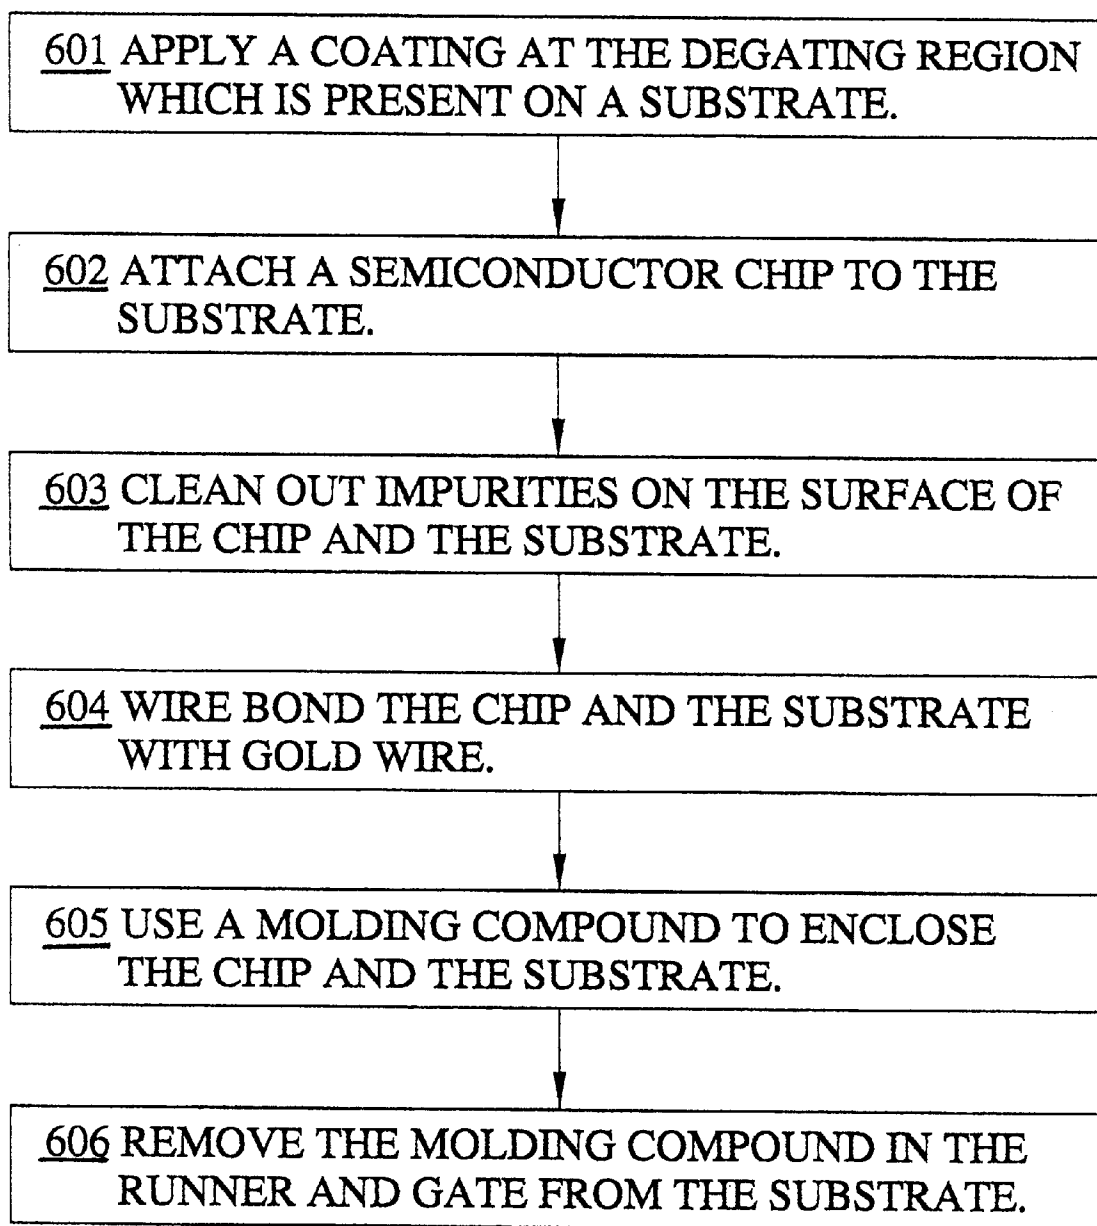 601 APPLY A COATING AT THE DEGATING REGION
WHICH IS PRESENT ON A SUBSTRATE.
602 ATTACH A SEMICONDUCTOR CHIP TO THE
SUBSTRATE.
603 CLEAN OUT IMPURITIES ON THE SURFACE OF
THE CHIP AND THE SUBSTRATE.
604 WIRE BOND THE CHIP AND THE SUBSTRATE
WITH GOLD WIRE.
605 USE A MOLDING COMPOUND TO ENCLOSE
THE CHIP AND THE SUBSTRATE.
606 REMOVE THE MOLDING COMPOUND IN THE
RUNNER AND GATE FROM THE SUBSTRATE.